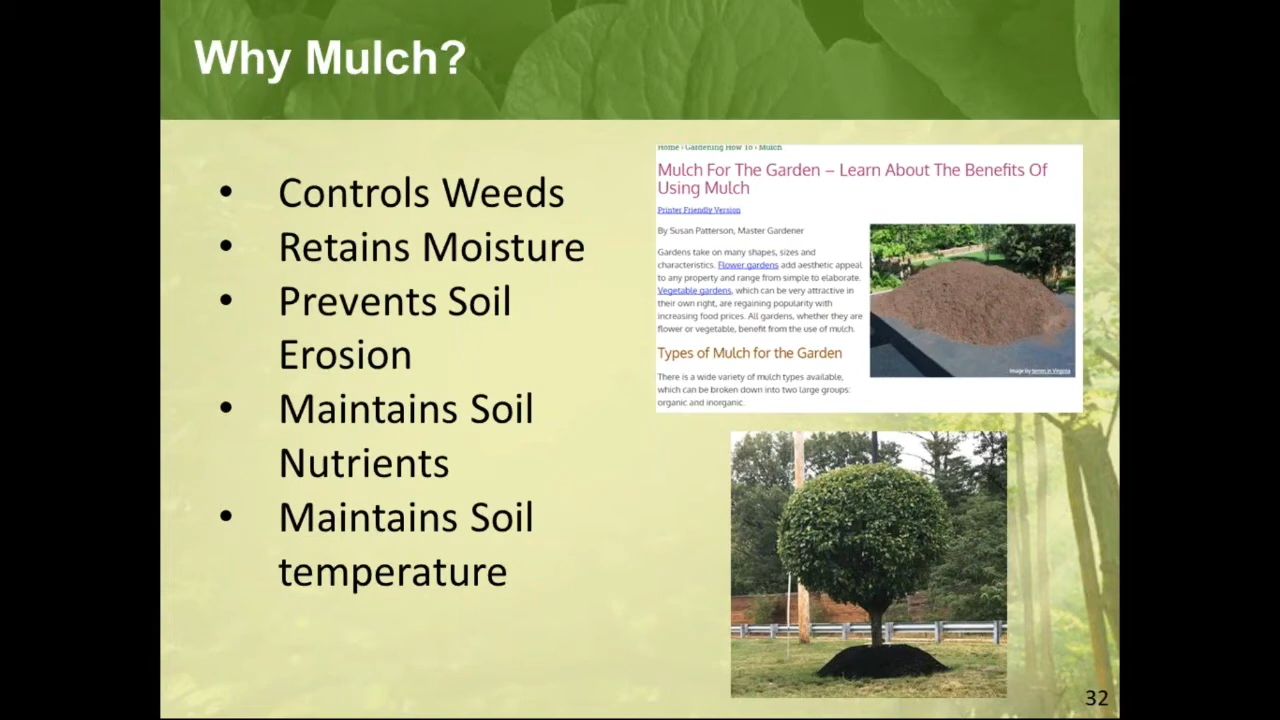 Why Mulch?
• Controls Weeds
• Retains Moisture
• Prevents Soil
Erosion
• Maintains Soil
Nutrients
• Maintains Soil
temperature
Home › Gardening How To › Mulch
Mulch For The Garden – Learn About The Benefits Of
Using Mulch
Printer Friendly Version
By Susan Patterson, Master Gardener
Gardens take on many shapes, sizes and
characteristics. Flower gardens add aesthetic appeal
to any property and range from simple to elaborate.
Vegetable gardens, which can be very attractive in
their own right, are regaining popularity with
increasing food prices. All gardens, whether they are
flower or vegetable, benefit from the use of mulch.
Types of Mulch for the Garden
There is a wide variety of mulch types available,
which can be broken down into two large groups:
organic and inorganic.
Image by
in Virginia
32